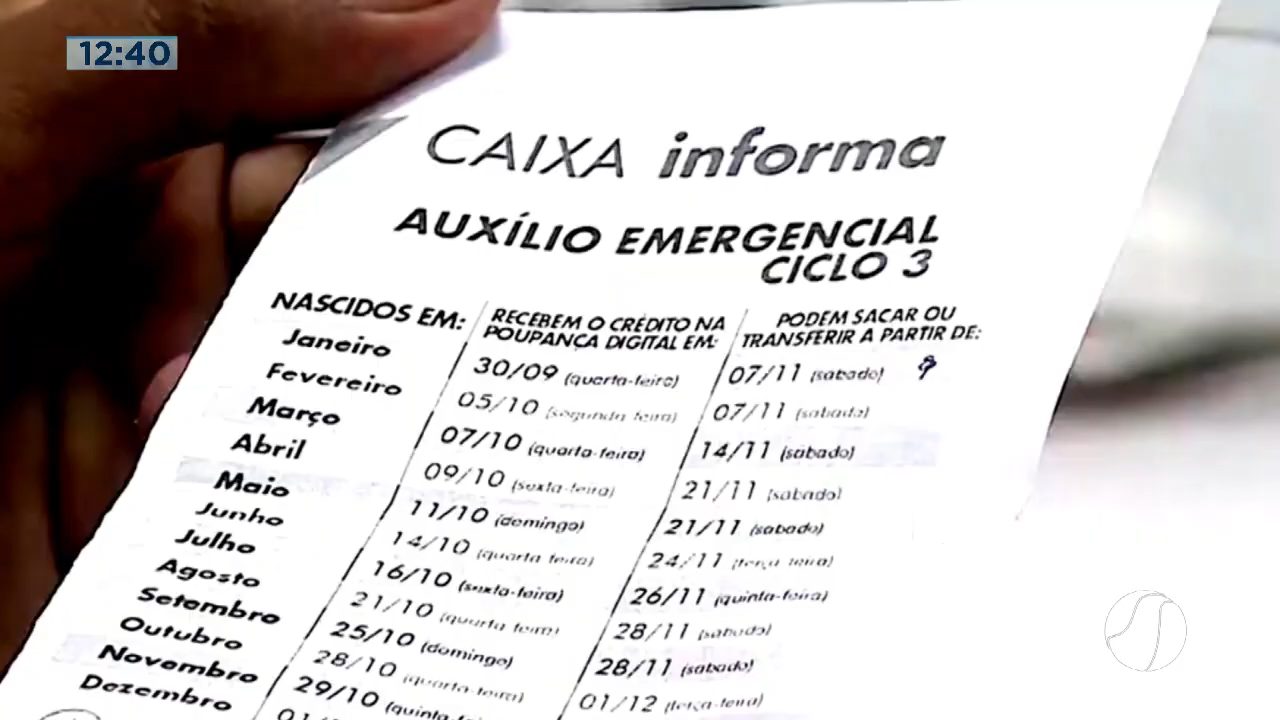 12:40
CAIXA informa
AUXÍLIO EMERGENCIAL
CICLO 3
NASCIDOS EM: RECEBEM O CRÉDITO NA POUPANÇA DIGITAL EM: PODEM SACAR OU TRANSFERIR A PARTIR DE:
Janeiro 30/09 (quarta-feira) 07/11 (sábado)
Fevereiro 05/10 (segunda-feira) 07/11 (sábado)
Março 07/10 (quarta-feira) 14/11 (sábado)
Abril 09/10 (sexta-feira) 21/11 (sábado)
Maio 11/10 (domingo) 21/11 (sábado)
Junho 14/10 (quarta-feira) 24/11 (terça-feira)
Julho 16/10 (sexta-feira) 26/11 (quinta-feira)
Agosto 21/10 (quarta-feira) 28/11 (sábado)
Setembro 25/10 (domingo) 28/11 (sábado)
Outubro 28/10 (quarta-feira) 01/12 (terça-feira)
Novembro 29/10
Dezembro